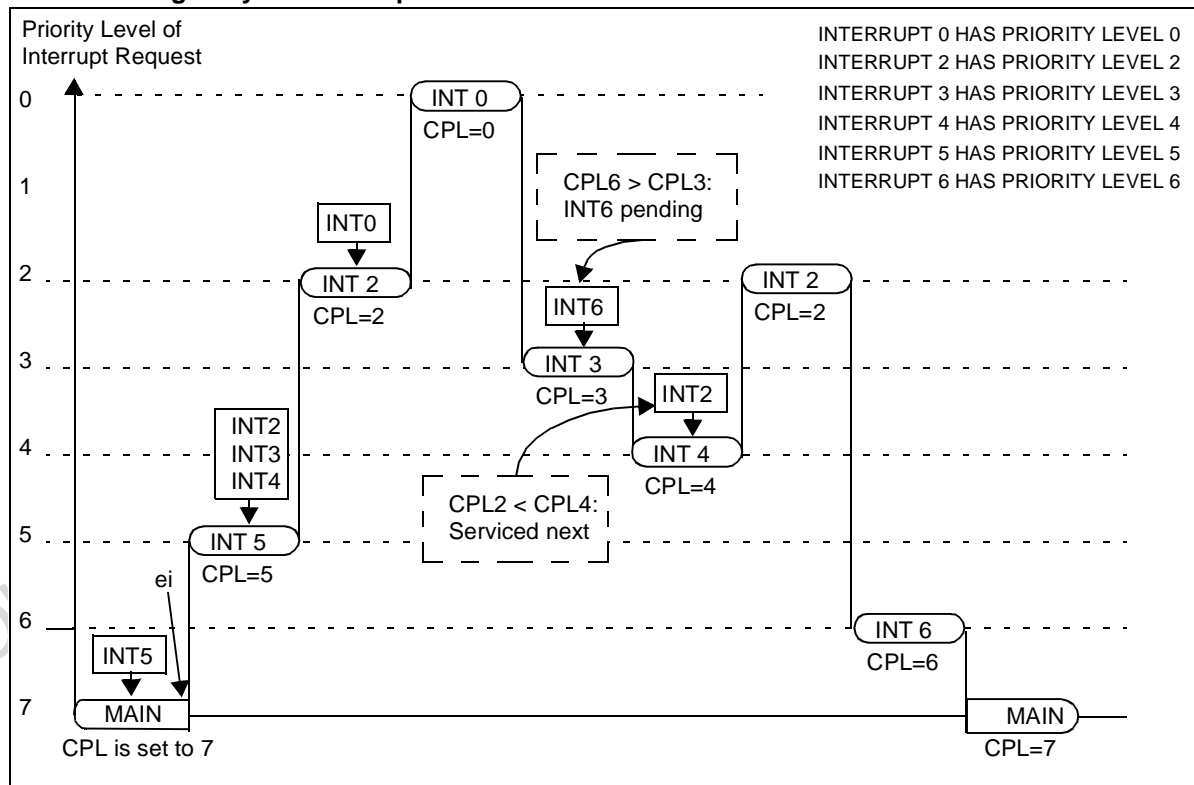 Priority Level of
Interrupt Request
INTERRUPT 0 HAS PRIORITY LEVEL 0
INTERRUPT 2 HAS PRIORITY LEVEL 2
INTERRUPT 3 HAS PRIORITY LEVEL 3
INTERRUPT 4 HAS PRIORITY LEVEL 4
INTERRUPT 5 HAS PRIORITY LEVEL 5
INTERRUPT 6 HAS PRIORITY LEVEL 6
0
INT 0
CPL=0
1
CPL6 > CPL3:
INT6 pending
INT0
2
INT 2
CPL=2
INT 2
CPL=2
INT6
3
INT 3
CPL=3
INT2
INT2
INT3
INT4
4
INT 4
CPL=4
CPL2 < CPL4:
Serviced next
5
INT 5
CPL=5
ei
6
INT 6
CPL=6
INT5
7
MAIN
CPL is set to 7
MAIN
CPL=7